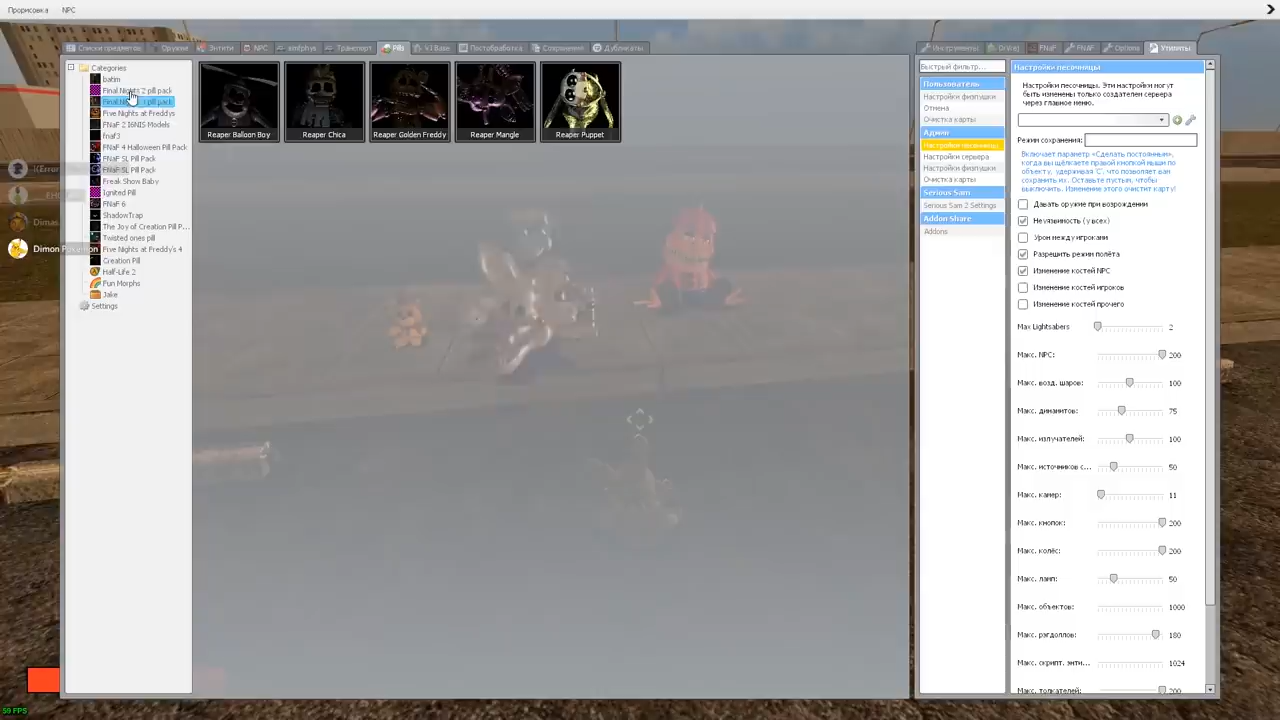 Прорисовка NPC
Списки предметов Оружие Энтити NPC simfphys Транспорт Pills Постобработка Сохранения Дубликаты
Инструменты FNaF FNAF Options Утилиты
Categories
batim
Final Nights 2 pill pack
Five Nights at Freddys
FNAF 2 IGNIS Models
fnaf3
FNAF 4 Halloween Pill Pack
FNAF SL Pill Pack
FNAF SL Pill Pack
Freak Show Baby
Ignited Pill
FNAF 6
ShadowTrap
The Joy of Creation Pill P...
Twisted ones pill
Five Nights at Freddy's 4
Creation Pill
Half-Life 2
Fun Morphs
Jake
Settings
Dimas
Dimon
Reaper Balloon Boy
Reaper Chica
Reaper Golden Freddy
Reaper Mangle
Reaper Puppet
Быстрый фильтр...
Пользователь
Настройки физпушки
Отмена
Очистка карты
Админ
Настройки песочницы
Настройки сервера
Настройки физпушки
Очистка карты
Serious Sam
Serious Sam 2 Settings
Addon Share
Addons
Настройки песочницы
Настройки песочницы. Эти настройки могут
быть изменены только создателем сервера
через главное меню.
Режим сохранения:
Включает параметр «Сделать постоянным»,
когда вы щёлкаете правой кнопкой мыши по
объекту, удерживая 'C', что позволяет вам
сохранить их. Оставьте пустым, чтобы
выключить. Изменение этого очистит карту!
Давать оружие при возрождении
Неуязвимость (у всех)
Урон между игроками
Разрешить режим полёта
Изменение костей NPC
Изменение костей игроков
Изменение костей прочего
Max Lightsabers 2
Макс. NPC: 200
Макс. возд. шаров: 100
Макс. динамитов: 75
Макс. излучателей: 100
Макс. источников с... 50
Макс. камер: 11
Макс. кнопок: 200
Макс. колёс: 200
Макс. ламп: 50
Макс. объектов: 1000
Макс. рэгдоллов: 180
Макс. скрипт. энти... 1024
Макс. толкателей: 200
59 FPS